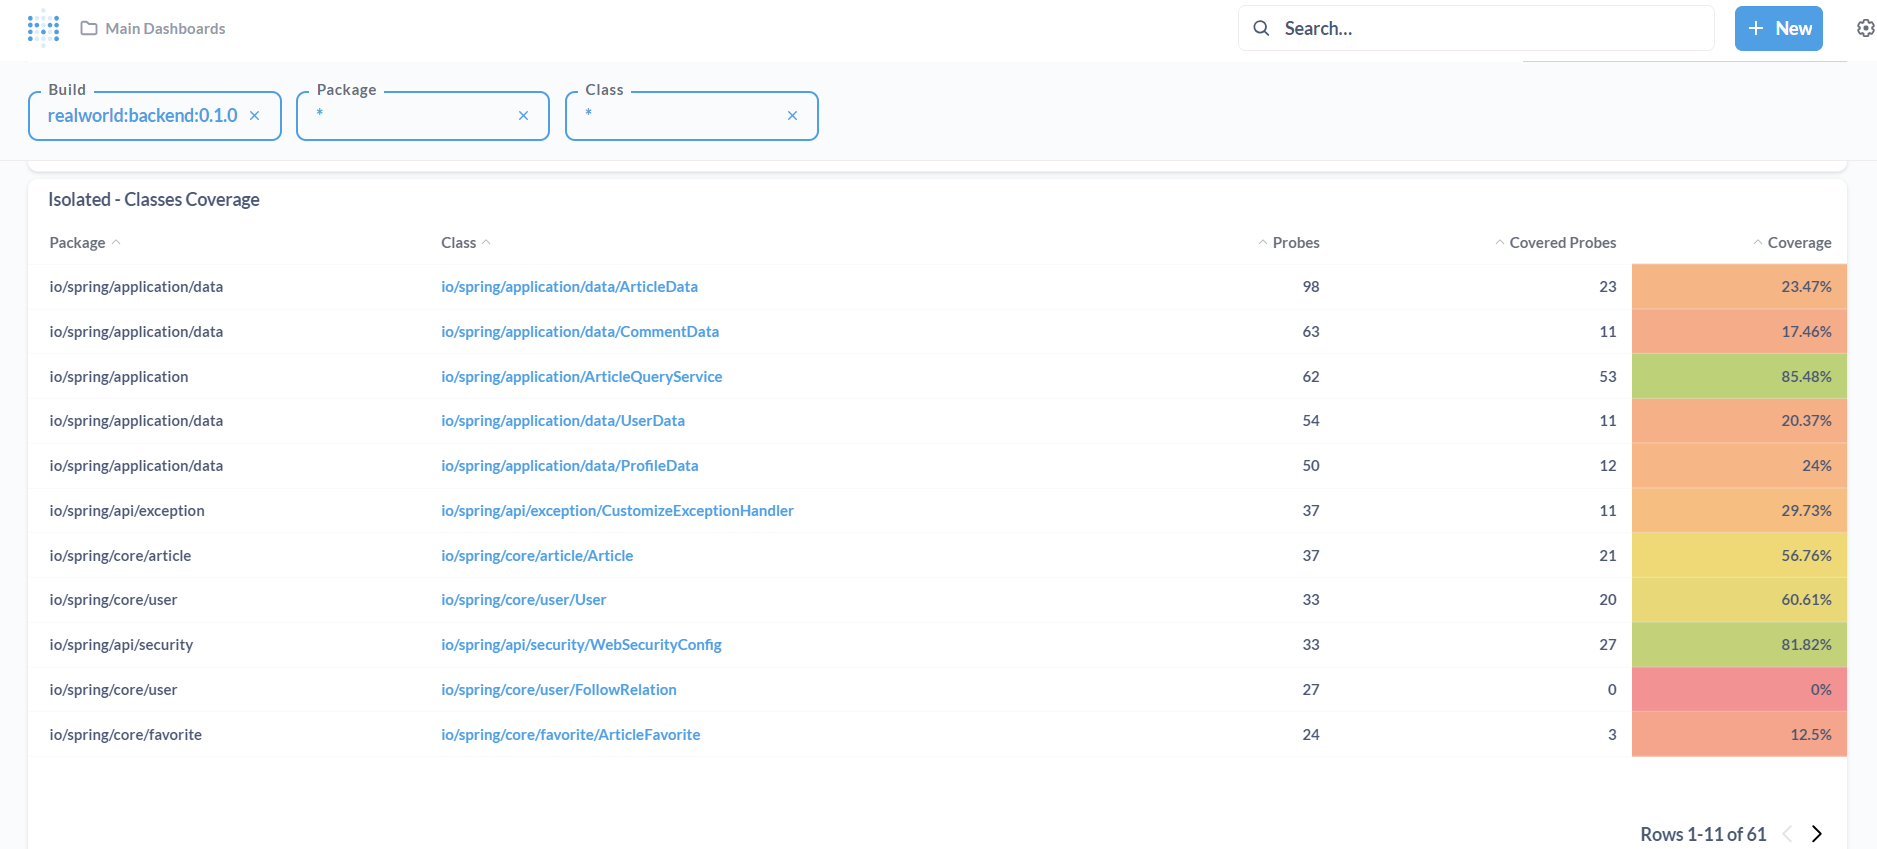 Main Dashboards
Search...
New
Build
Package
Class
realworld:backend:0.1.0
*
*
Isolated - Classes Coverage
Package Class Probes Covered Probes Coverage
io/spring/application/data io/spring/application/data/ArticleData 98 23 23.47%
io/spring/application/data io/spring/application/data/CommentData 63 11 17.46%
io/spring/application io/spring/application/ArticleQueryService 62 53 85.48%
io/spring/application/data io/spring/application/data/UserData 54 11 20.37%
io/spring/application/data io/spring/application/data/ProfileData 50 12 24%
io/spring/api/exception io/spring/api/exception/CustomizeExceptionHandler 37 11 29.73%
io/spring/core/article io/spring/core/article/Article 37 21 56.76%
io/spring/core/user io/spring/core/user/User 33 20 60.61%
io/spring/api/security io/spring/api/security/WebSecurityConfig 33 27 81.82%
io/spring/core/user io/spring/core/user/FollowRelation 27 0 0%
io/spring/core/favorite io/spring/core/favorite/ArticleFavorite 24 3 12.5%
Rows 1-11 of 61